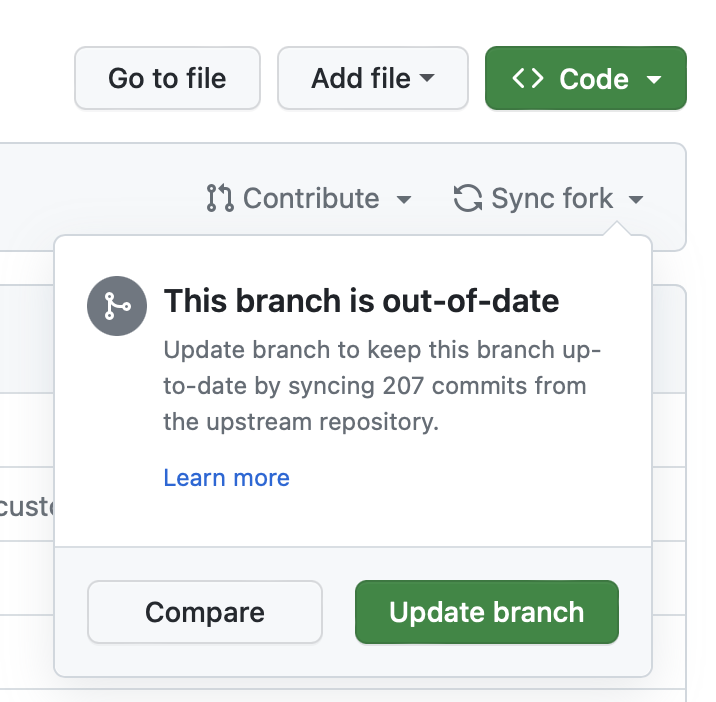 Go to file
Add file
Code
Contribute
Sync fork
This branch is out-of-date
Update branch to keep this branch up-
to-date by syncing 207 commits from
the upstream repository.
Learn more
Compare
Update branch